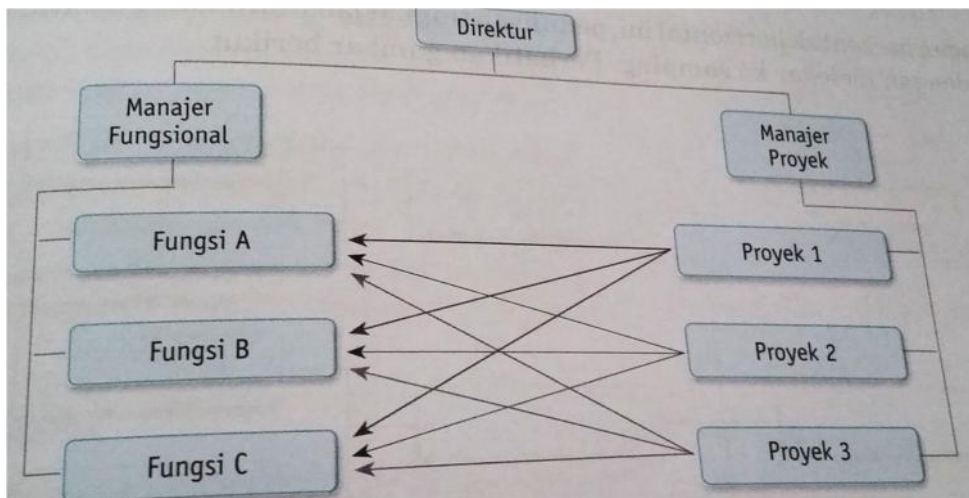 Direktur
Manajer
Fungsional
Manajer
Proyek
Fungsi A
Proyek 1
Fungsi B
Proyek 2
Fungsi C
Proyek 3